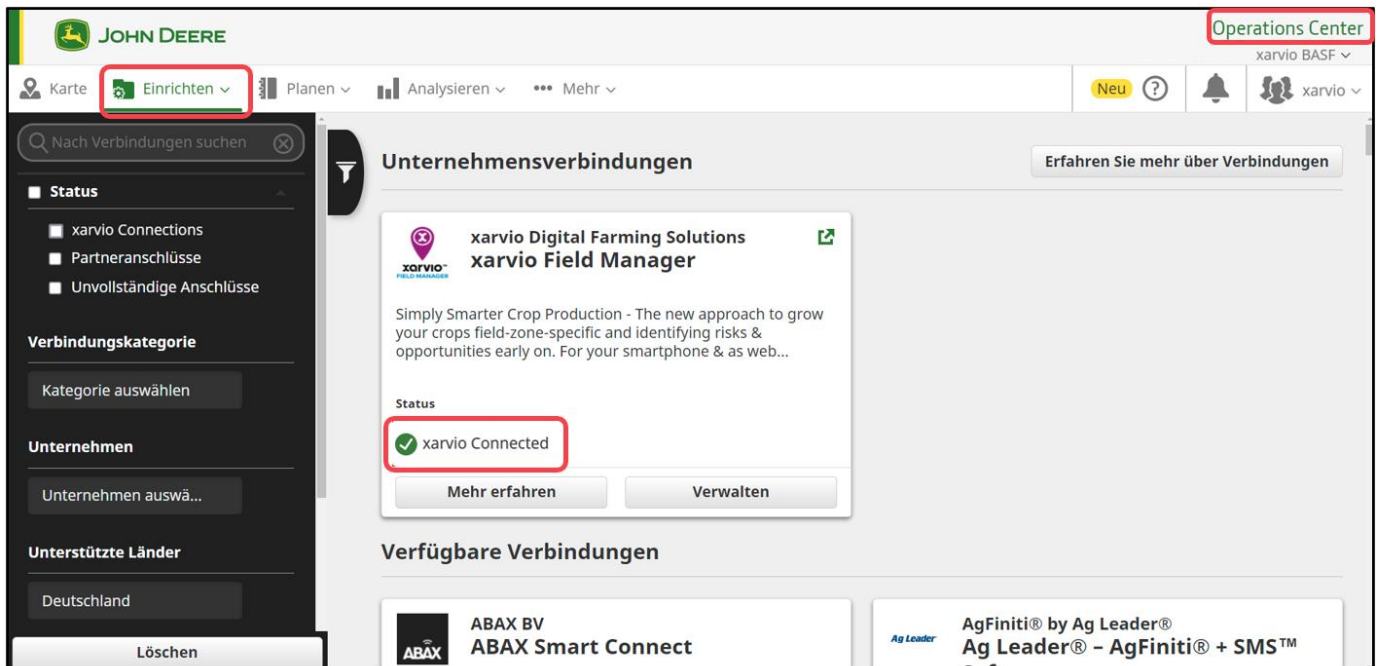 JOHN DEERE
Operations Center
xarvio BASF
Karte
Einrichten
Planen
Analysieren
Mehr
Neu
?
xarvio
Nach Verbindungen suchen
Status
xarvio Connections
Partneranschlüsse
Unvollständige Anschlüsse
Verbindungskategorie
Kategorie auswählen
Unternehmen
Unternehmen auswä...
Unterstützte Länder
Deutschland
Löschen
Unternehmensverbindungen
Erfahren Sie mehr über Verbindungen
xarvio™
FIELD MANAGER
xarvio Digital Farming Solutions
xarvio Field Manager
Simply Smarter Crop Production - The new approach to grow
your crops field-zone-specific and identifying risks &
opportunities early on. For your smartphone & as web...
Status
xarvio Connected
Mehr erfahren
Verwalten
Verfügbare Verbindungen
ABAX
ABAX BV
ABAX Smart Connect
Ag Leader
AgFiniti® by Ag Leader®
Ag Leader® – AgFiniti® + SMS™